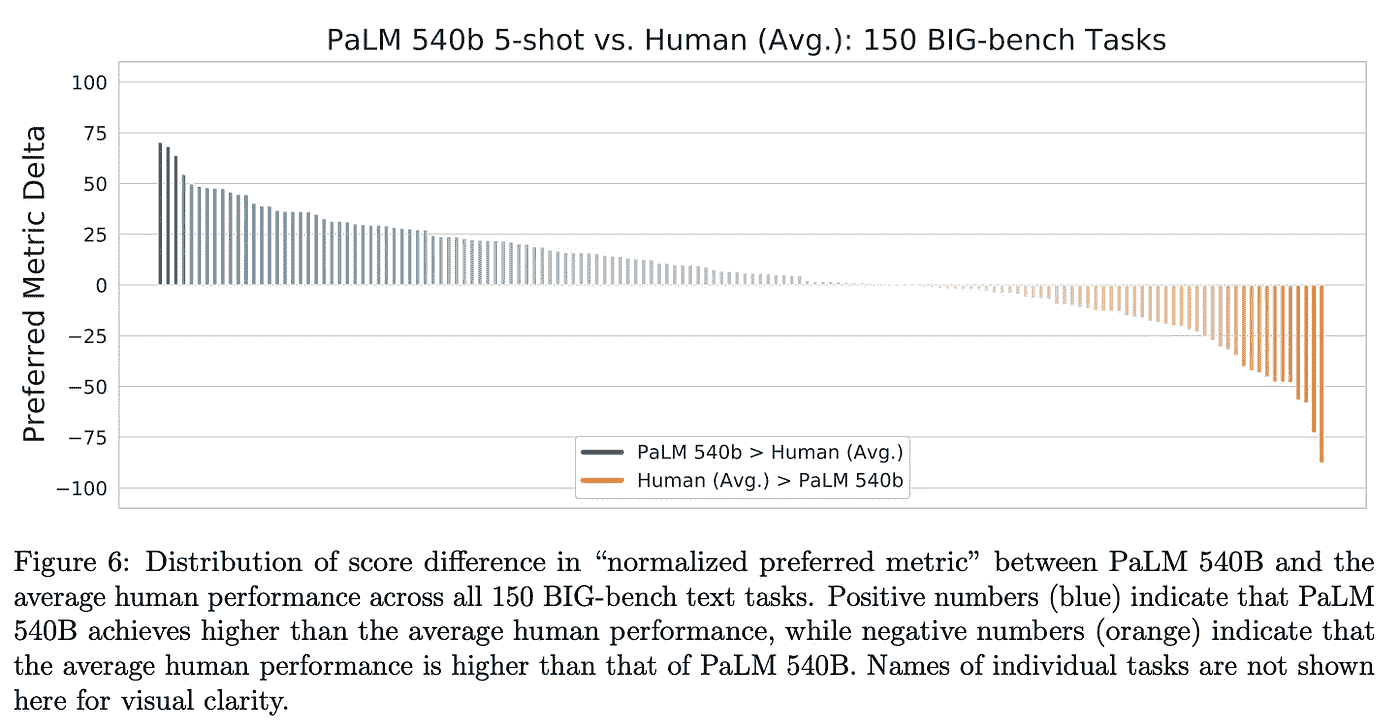 PaLM 540b 5-shot vs. Human (Avg.): 150 BIG-bench Tasks
Preferred Metric Delta
100
75
50
25
0
−25
−50
−75
−100
PaLM 540b > Human (Avg.)
Human (Avg.) > PaLM 540b
Figure 6: Distribution of score difference in “normalized preferred metric” between PaLM 540B and the
average human performance across all 150 BIG-bench text tasks. Positive numbers (blue) indicate that PaLM
540B achieves higher than the average human performance, while negative numbers (orange) indicate that
the average human performance is higher than that of PaLM 540B. Names of individual tasks are not shown
here for visual clarity.